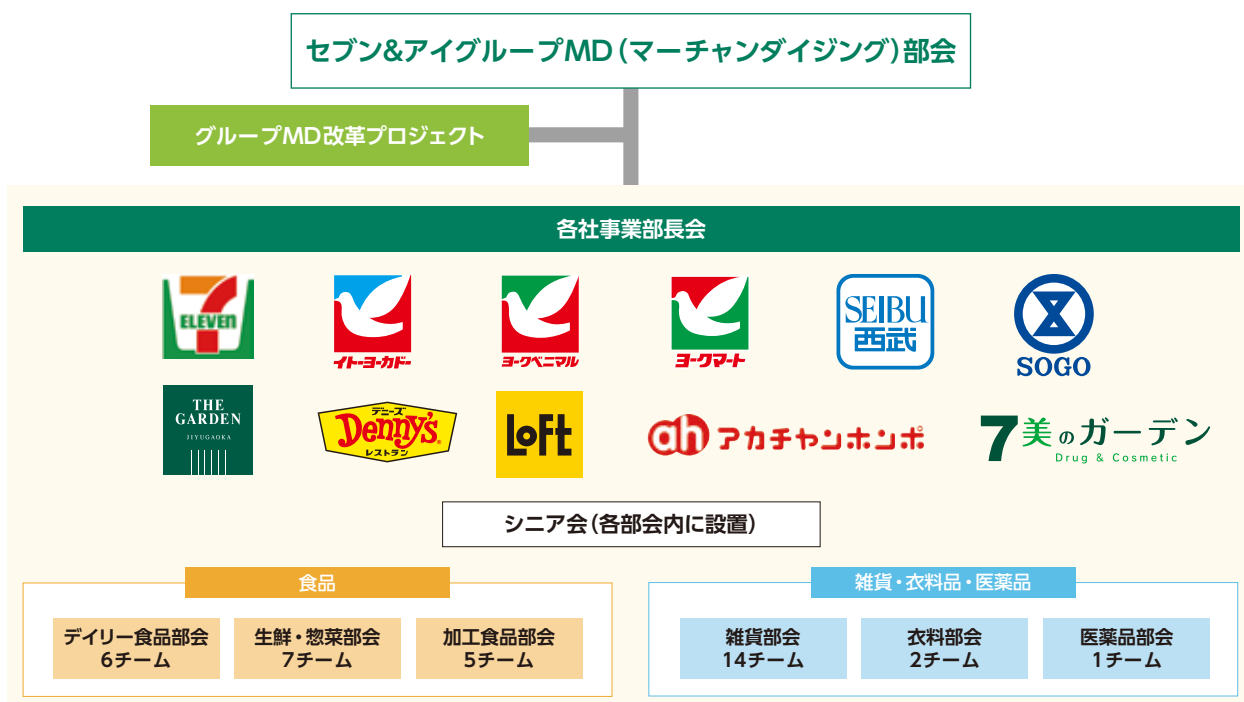 セブン&アイグループMD(マーチャンダイジング)部会
グループMD改革プロジェクト
各社事業部長会
7
ELEVEN
イトーヨーカドー
ヨークベニマル
ヨークマート
SEIBU
西武
SOGO
THE
GARDEN
JIYUGAOKA
デニーズ
Denny's
レストラン
LoFt
ah アカチャンホンポ
7美のガーデン
Drug & Cosmetic
シニア会(各部会内に設置)
食品
雑貨・衣料品・医薬品
デイリー食品部会
6チーム
生鮮・惣菜部会
7チーム
加工食品部会
5チーム
雑貨部会
14チーム
衣料部会
2チーム
医薬品部会
1チーム